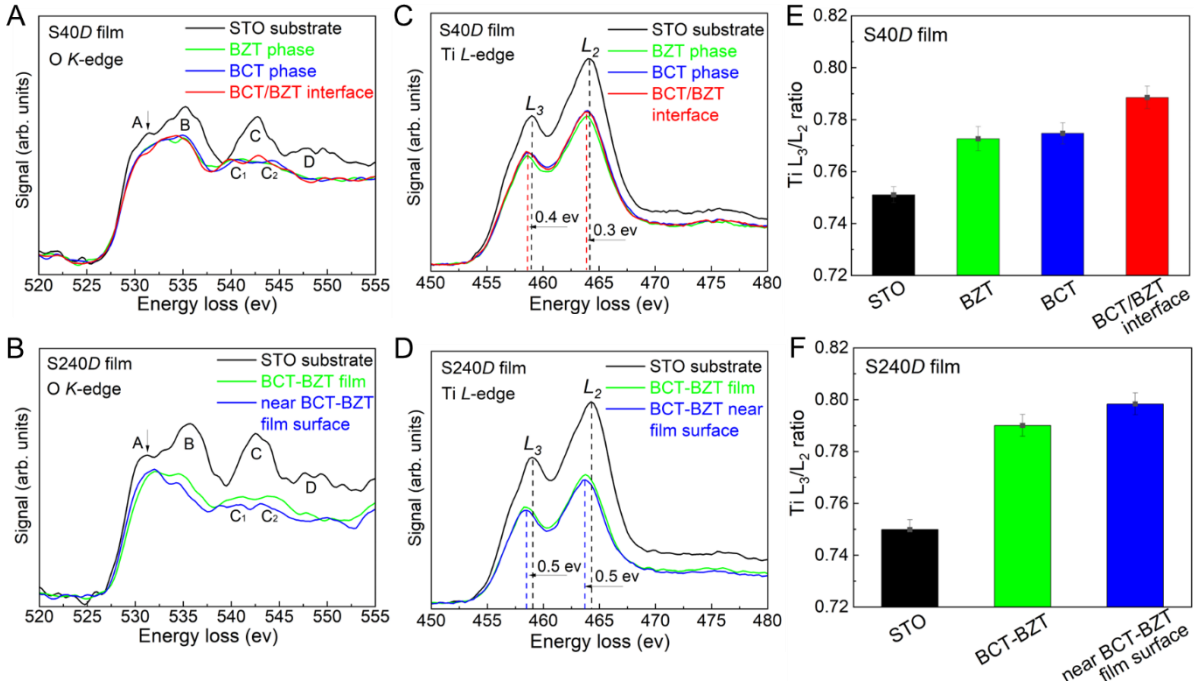 A
S40D film
O K-edge
STO substrate
BZT phase
BCT phase
BCT/BZT interface
A
B
C
C1
C2
D
Signal (arb. units)
520 525 530 535 540 545 550 555
Energy loss (ev)
C
S40D film
Ti L-edge
L2
L3
STO substrate
BZT phase
BCT phase
BCT/BZT
interface
0.4 ev
0.3 ev
Signal (arb. units)
450 455 460 465 470 475 480
Energy loss (ev)
E
S40D film
0.82
0.80
0.78
0.76
0.74
0.72
Ti L3/L2 ratio
STO
BZT
BCT
BCT/BZT
interface
B
S240D film
O K-edge
STO substrate
BCT-BZT film
near BCT-BZT
film surface
A
B
C
C1
C2
D
Signal (arb. units)
520 525 530 535 540 545 550 555
Energy loss (ev)
D
S240D film
Ti L-edge
L2
L3
STO substrate
BCT-BZT film
BCT-BZT near
film surface
0.5 ev
0.5 ev
Signal (arb. units)
450 455 460 465 470 475 480
Energy loss (ev)
F
S240D film
0.82
0.80
0.78
0.76
0.74
0.72
Ti L3/L2 ratio
STO
BCT-BZT
near BCT-BZT
film surface